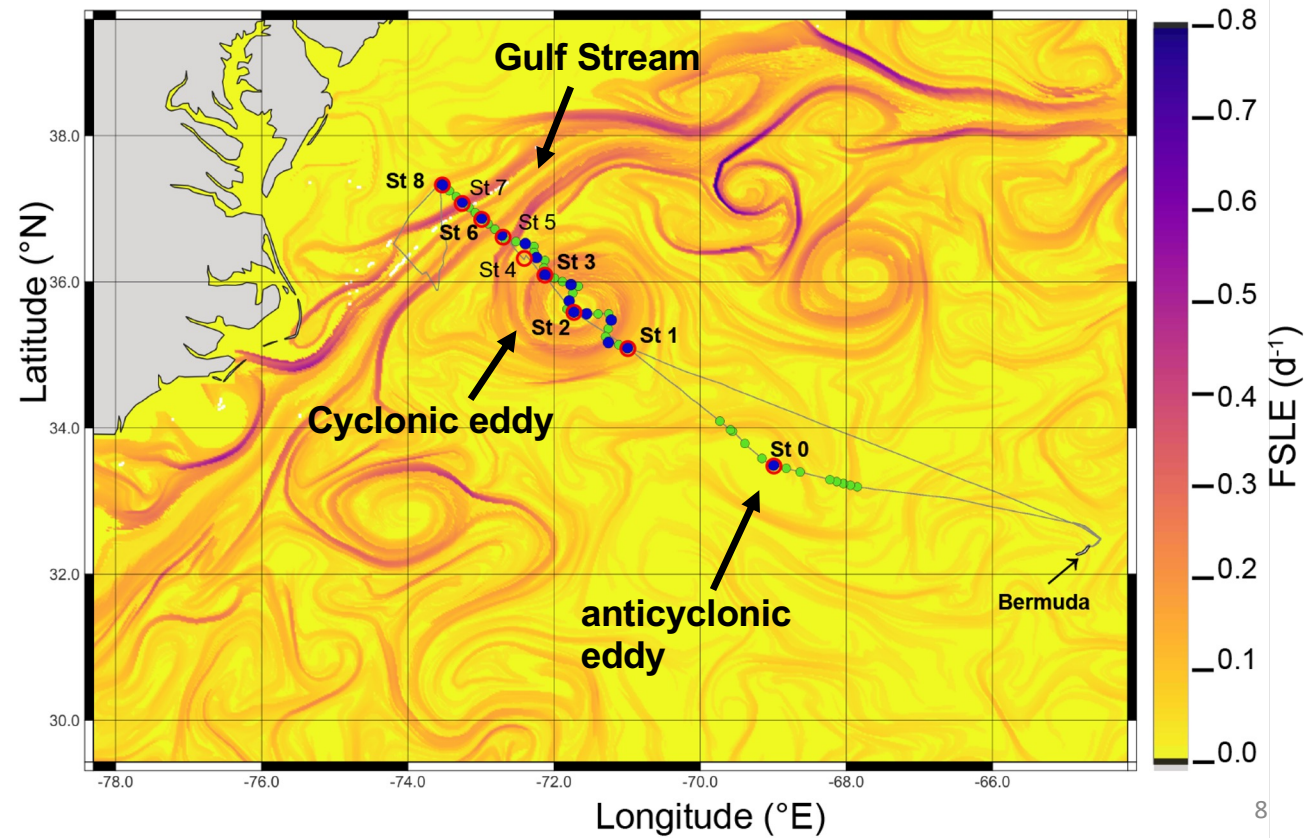 Gulf Stream
St 8
St 7
St 6
St 5
St 4
St 3
St 2
St 1
Cyclonic eddy
St 0
anticyclonic
eddy
Bermuda
38.0
36.0
34.0
32.0
30.0
Latitude (°N)
-78.0 -76.0 -74.0 -72.0 -70.0 -68.0 -66.0
Longitude (°E)
0.8
0.7
0.6
0.5
0.4
0.3
0.2
0.1
0.0
FSLE (d-1)
8